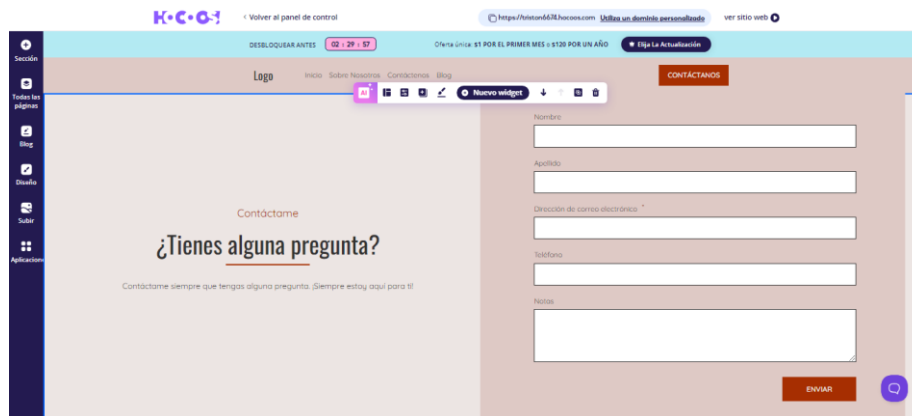 HOCOOS
< Volver al panel de control
https://triston6674.hocoos.com Utiliza un dominio personalizado
ver sitio web
DESBLOQUEAR ANTES 02 : 29 : 57
Oferta única: $1 POR EL PRIMER MES o $120 POR UN AÑO
Elija La Actualización
Sección
Todas las
páginas
Blog
Diseño
Subir
Aplicacion
Logo
Inicio Sobre Nosotros Contáctenos Blog
CONTÁCTANOS
AI
Nuevo widget
Contáctame
¿Tienes alguna pregunta?
Contáctame siempre que tengas alguna pregunta. ¡Siempre estoy aquí para ti!
Nombre
Apellido
Dirección de correo electrónico *
Teléfono
Notas
ENVIAR